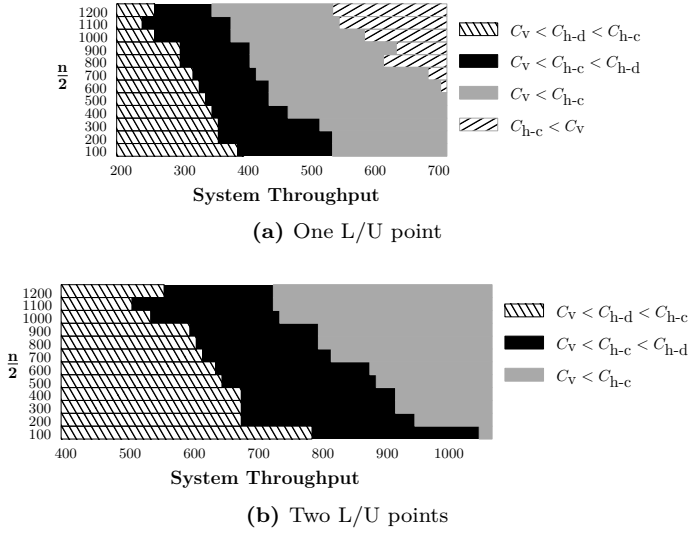 1200
1100
1000
900
800
700
600
500
400
300
200
100
n/2
200 300 400 500 600 700
System Throughput
C_v < C_h-d < C_h-c
C_v < C_h-c < C_h-d
C_v < C_h-c
C_h-c < C_v
(a) One L/U point
1200
1100
1000
900
800
700
600
500
400
300
200
100
n/2
400 500 600 700 800 900 1000
System Throughput
C_v < C_h-d < C_h-c
C_v < C_h-c < C_h-d
C_v < C_h-c
(b) Two L/U points